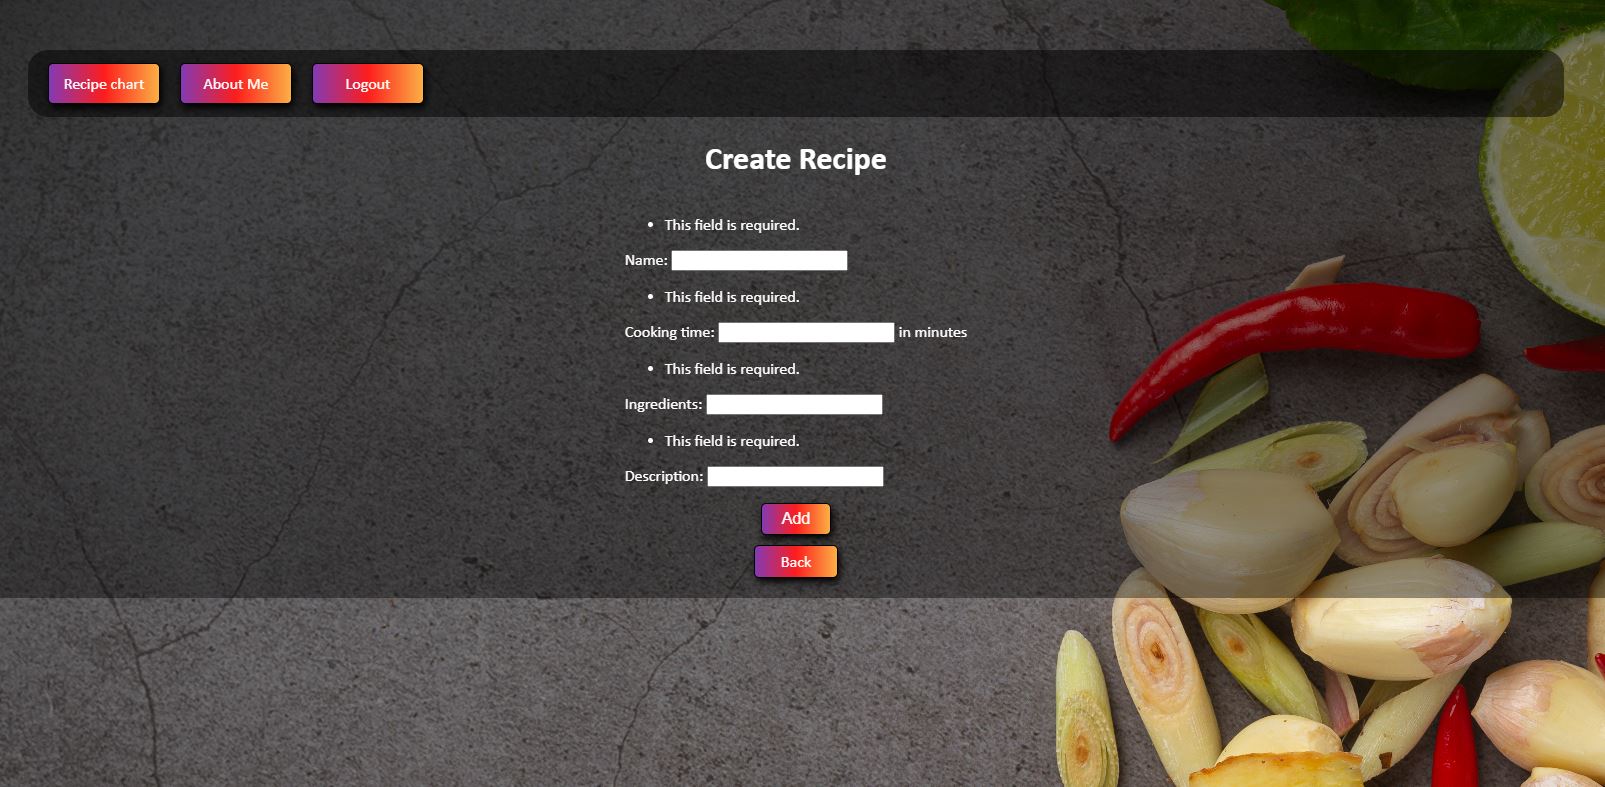 Recipe chart About Me Logout
Create Recipe
• This field is required.
Name:
• This field is required.
Cooking time: in minutes
• This field is required.
Ingredients:
• This field is required.
Description:
Add
Back